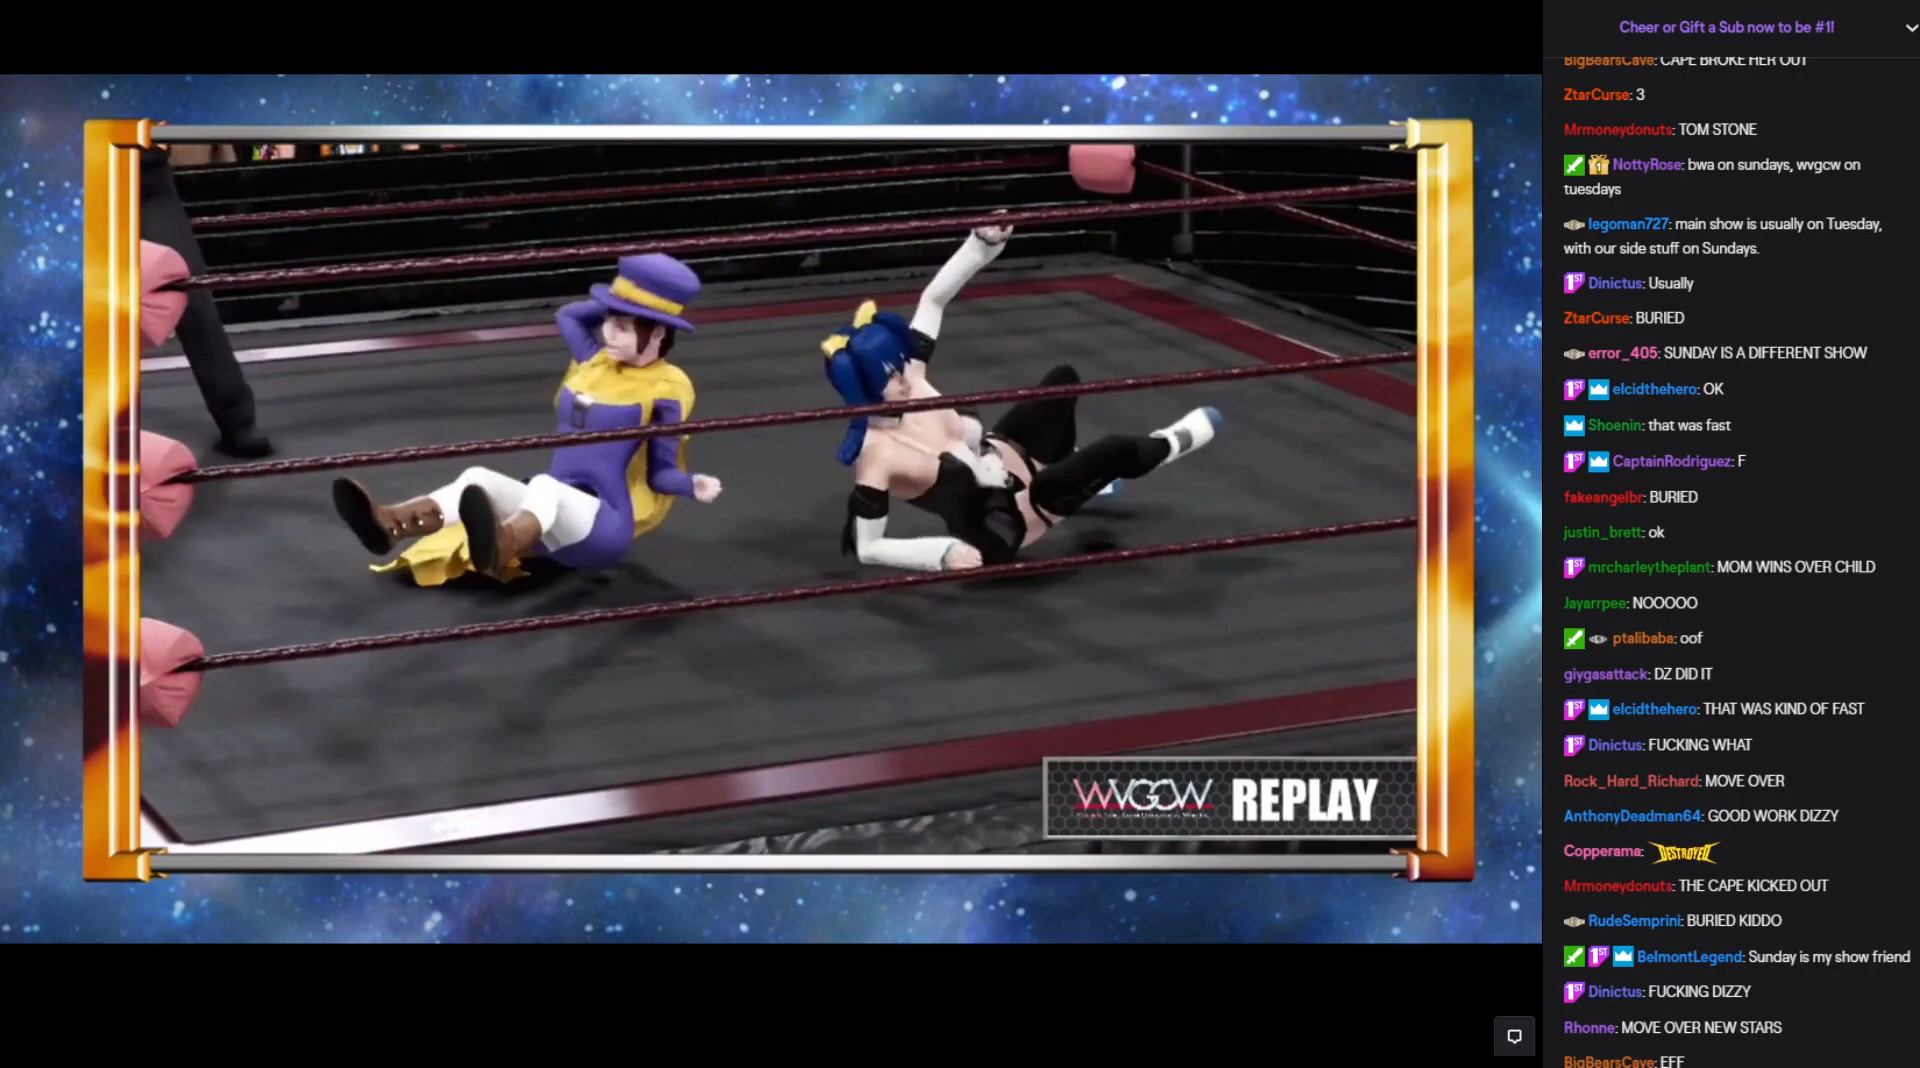 Cheer or Gift a Sub now to be #1!
BigBearsCave: CAPE BROKE HER OUT
ZtarCurse: 3
Mrmoneydonuts: TOM STONE
NottyRose: bwa on sundays, wvgcw on
tuesdays
legoman727: main show is usually on Tuesday,
with our side stuff on Sundays.
Dinictus: Usually
ZtarCurse: BURIED
error_405: SUNDAY IS A DIFFERENT SHOW
elcidthehero: OK
Shoenin: that was fast
CaptainRodriguez: F
fakeangelbr: BURIED
justin_brett: ok
mrcharleytheplant: MOM WINS OVER CHILD
Jayarrpee: NOOOOO
ptalibaba: oof
giygasattack: DZ DID IT
elcidthehero: THAT WAS KIND OF FAST
Dinictus: FUCKING WHAT
Rock_Hard_Richard: MOVE OVER
AnthonyDeadman64: GOOD WORK DIZZY
Copperama: DESTROYED
Mrmoneydonuts: THE CAPE KICKED OUT
RudeSemprini: BURIED KIDDO
BelmontLegend: Sunday is my show friend
Dinictus: FUCKING DIZZY
Rhonne: MOVE OVER NEW STARS
BigBearsCave: EFF
WVGCW REPLAY